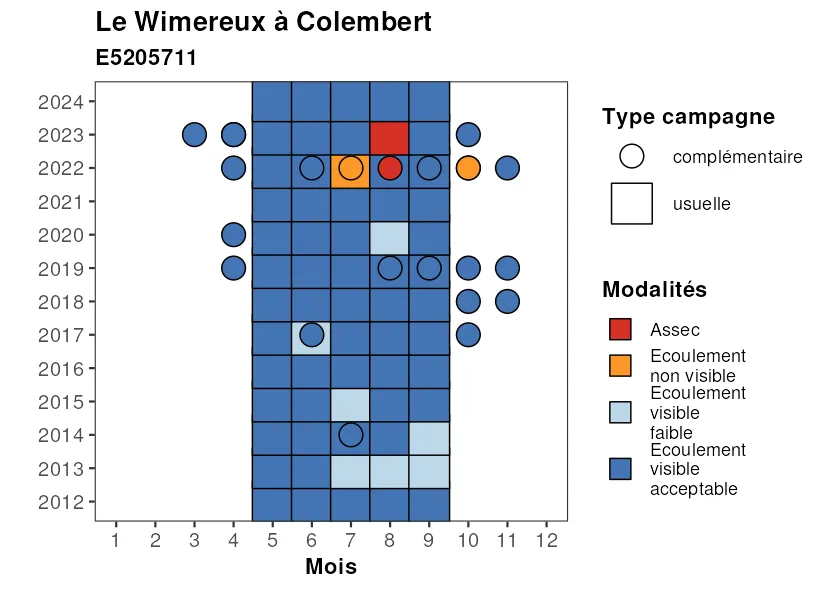 Le Wimereux à Colembert
E5205711
2024
2023
2022
2021
2020
2019
2018
2017
2016
2015
2014
2013
2012
1 2 3 4 5 6 7 8 9 10 11 12
Mois
Type campagne
complémentaire
usuelle
Modalités
Assec
Ecoulement
non visible
Ecoulement
visible
faible
Ecoulement
visible
acceptable